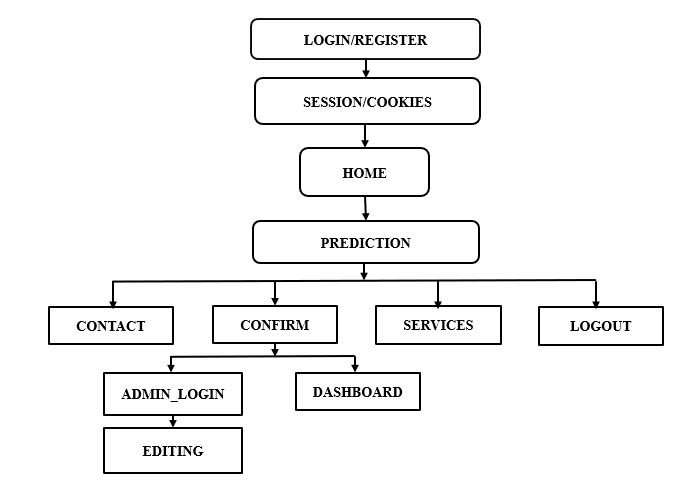 LOGIN/REGISTER
SESSION/COOKIES
HOME
PREDICTION
CONTACT
CONFIRM
SERVICES
LOGOUT
ADMIN_LOGIN
DASHBOARD
EDITING